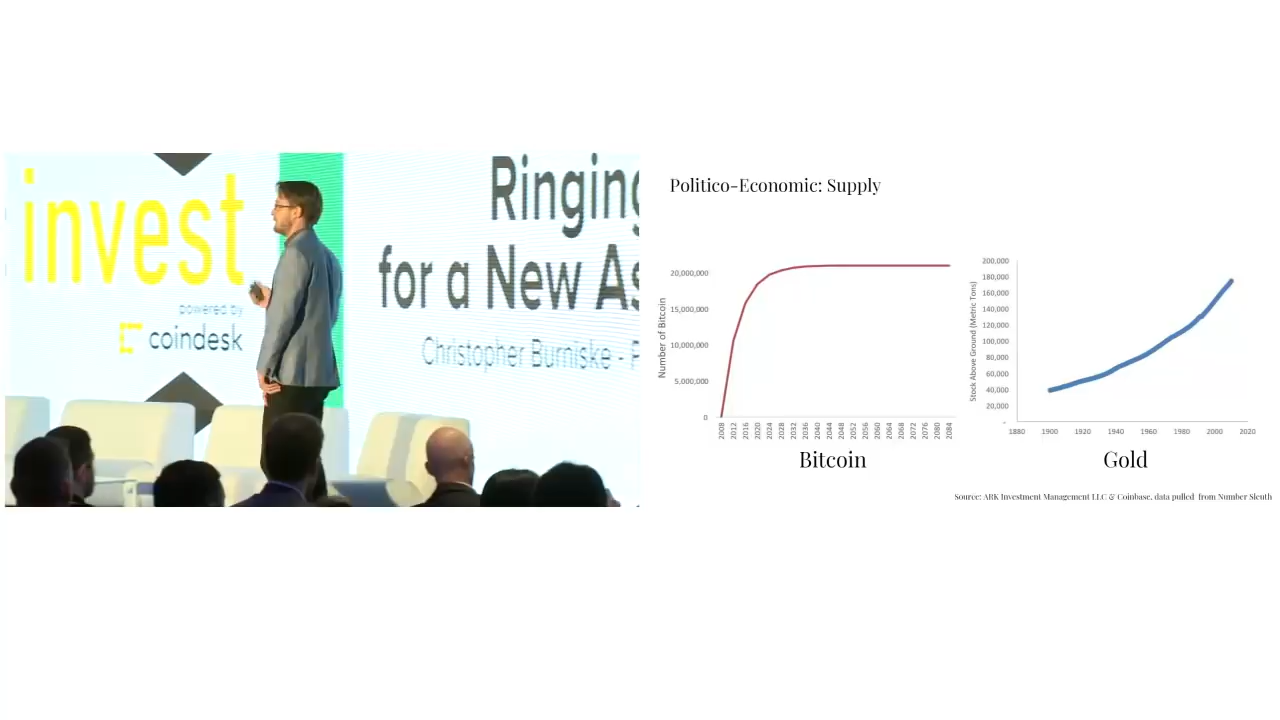 invest
powered by
coindesk
Ringing
for a New As
Christopher Burniske - P
Politico-Economic: Supply
Number of Bitcoin
20,000,000
15,000,000
10,000,000
5,000,000
0
2008 2012 2016 2020 2024 2028 2032 2036 2040 2044 2048 2052 2056 2060 2064 2068 2072 2076 2080 2084
Bitcoin
Stock Above Ground (Metric Tons)
200,000
180,000
160,000
140,000
120,000
100,000
80,000
60,000
40,000
20,000
-
1880 1900 1920 1940 1960 1980 2000 2020
Gold
Source: ARK Investment Management LLC & Coinbase, data pulled from Number Sleuth